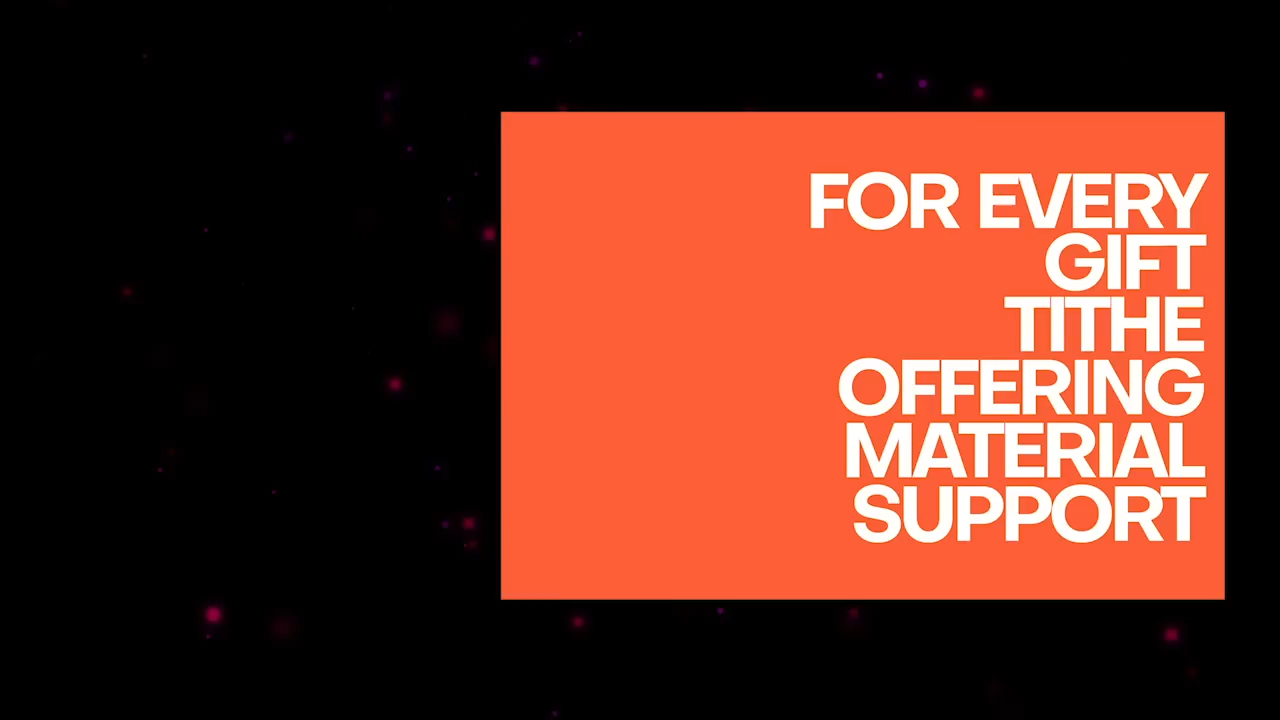 FOR EVERY
GIFT
TITHE
OFFERING
MATERIAL
SUPPORT